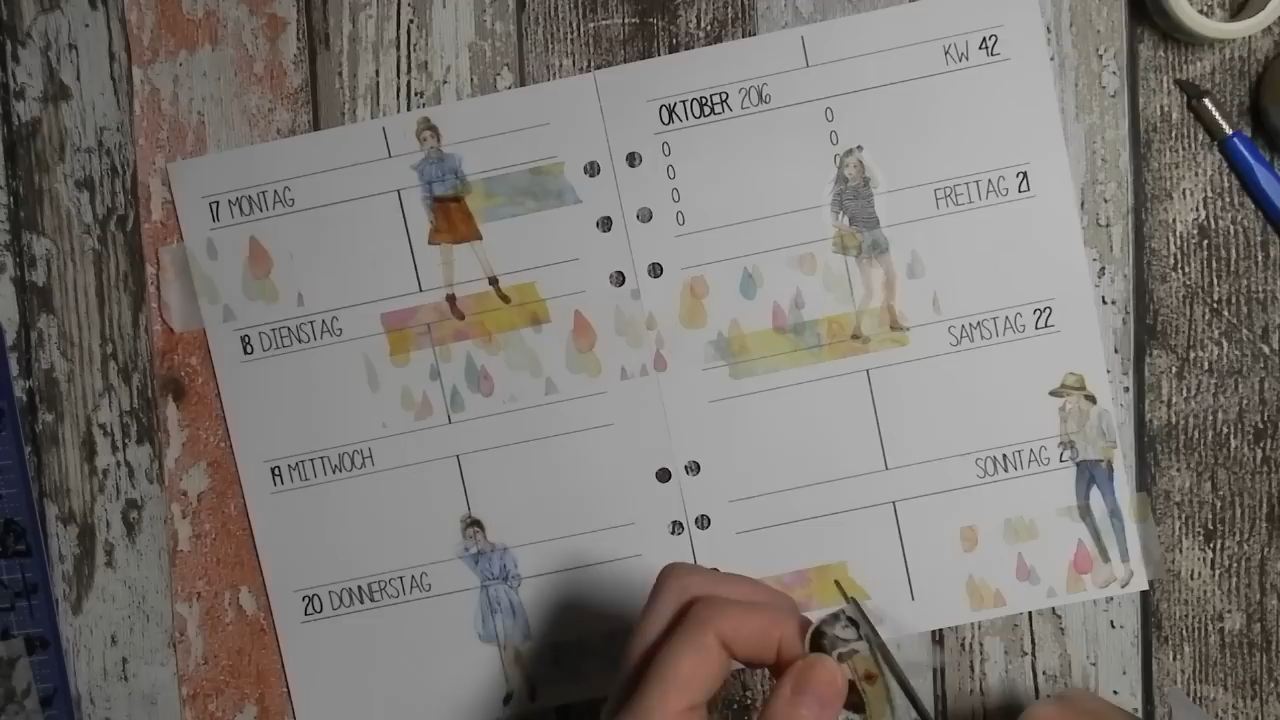 17 MONTAG
18 DIENSTAG
19 MITTWOCH
20 DONNERSTAG
KW 42
OKTOBER 2016
FREITAG 21
SAMSTAG 22
SONNTAG 23